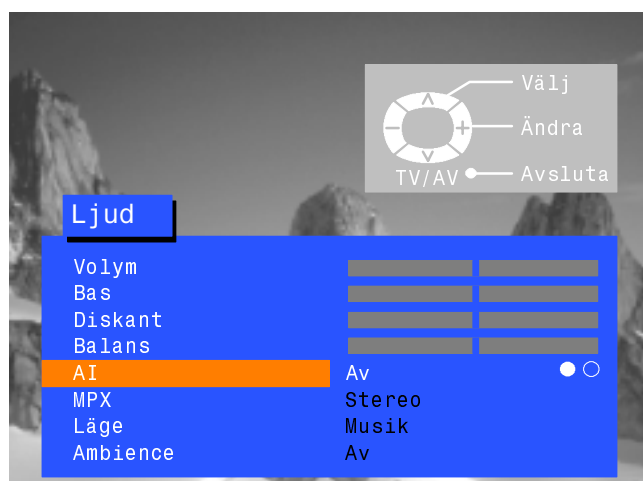 Välj
Ändra
TV/AV Avsluta
Ljud
Volym
Bas
Diskant
Balans
AI Av
MPX Stereo
Läge Musik
Ambience Av